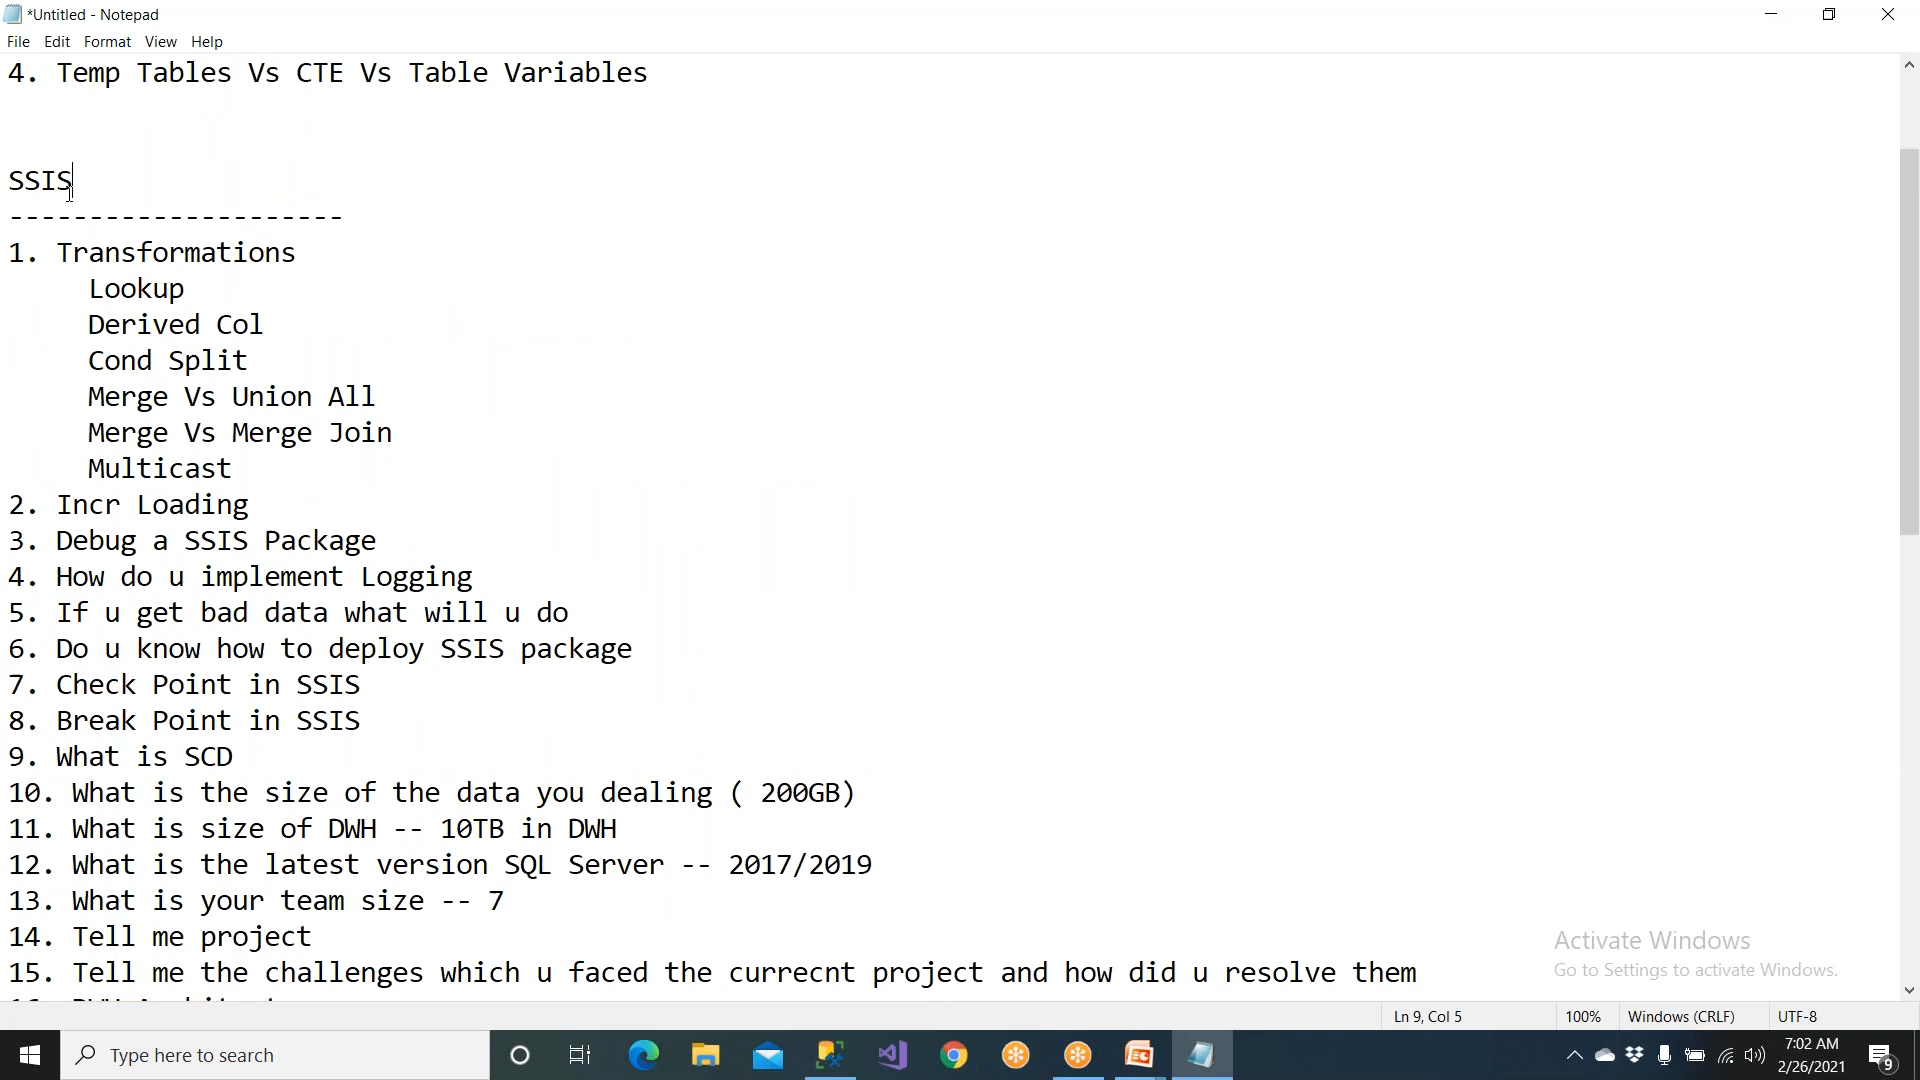 *Untitled - Notepad
File Edit Format View Help
4. Temp Tables Vs CTE Vs Table Variables
SSIS
---------------------
1. Transformations
Lookup
Derived Col
Cond Split
Merge Vs Union All
Merge Vs Merge Join
Multicast
2. Incr Loading
3. Debug a SSIS Package
4. How do u implement Logging
5. If u get bad data what will u do
6. Do u know how to deploy SSIS package
7. Check Point in SSIS
8. Break Point in SSIS
9. What is SCD
10. What is the size of the data you dealing ( 200GB)
11. What is size of DWH -- 10TB in DWH
12. What is the latest version SQL Server -- 2017/2019
13. What is your team size -- 7
14. Tell me project
15. Tell me the challenges which u faced the currecnt project and how did u resolve them
Activate Windows
Go to Settings to activate Windows.
Ln 9, Col 5 100% Windows (CRLF) UTF-8
Type here to search
7:02 AM
2/26/2021
9